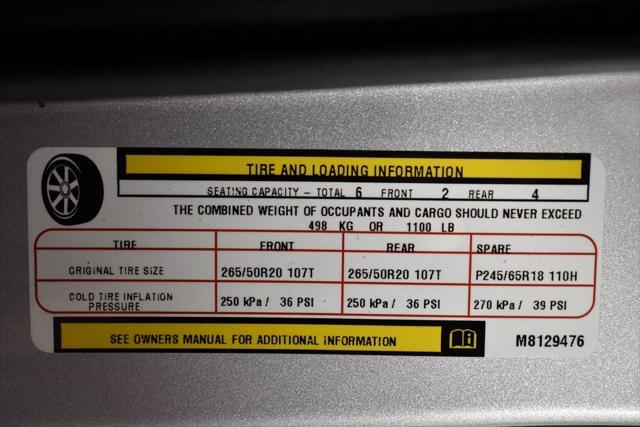 TIRE AND LOADING INFORMATION
SEATING CAPACITY - TOTAL 6 FRONT 2 REAR 4
THE COMBINED WEIGHT OF OCCUPANTS AND CARGO SHOULD NEVER EXCEED
498 KG OR 1100 LB
TIRE FRONT REAR SPARE
ORIGINAL TIRE SIZE 265/50R20 107T 265/50R20 107T P245/65R18 110H
COLD TIRE INFLATION PRESSURE 250 kPa / 36 PSI 250 kPa / 36 PSI 270 kPa / 39 PSI
SEE OWNERS MANUAL FOR ADDITIONAL INFORMATION M8129476